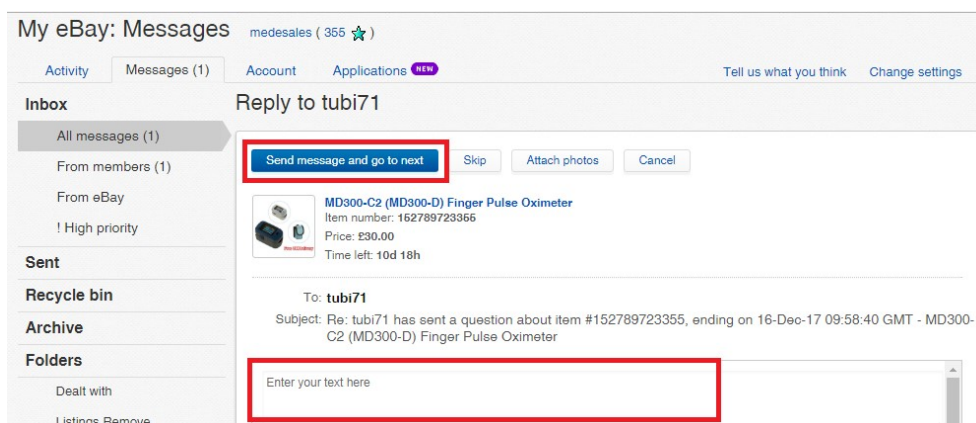 My eBay: Messages medesales ( 355 )
Activity Messages (1) Account Applications NEW Tell us what you think Change settings
Inbox
All messages (1)
From members (1)
From eBay
! High priority
Sent
Recycle bin
Archive
Folders
Dealt with
Listings Remove
Reply to tubi71
Send message and go to next Skip Attach photos Cancel
MD300-C2 (MD300-D) Finger Pulse Oximeter
Item number: 152789723355
Price: £30.00
Time left: 10d 18h
To: tubi71
Subject: Re: tubi71 has sent a question about item #152789723355, ending on 16-Dec-17 09:58:40 GMT - MD300-
C2 (MD300-D) Finger Pulse Oximeter
Enter your text here